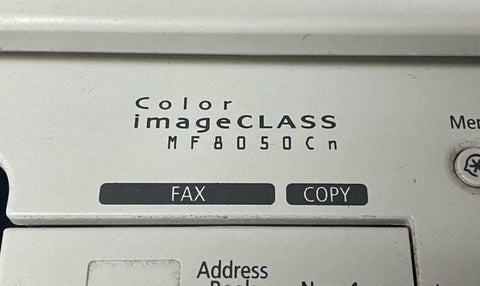 Color
imageCLASS
MF8050Cn
FAX COPY
Address